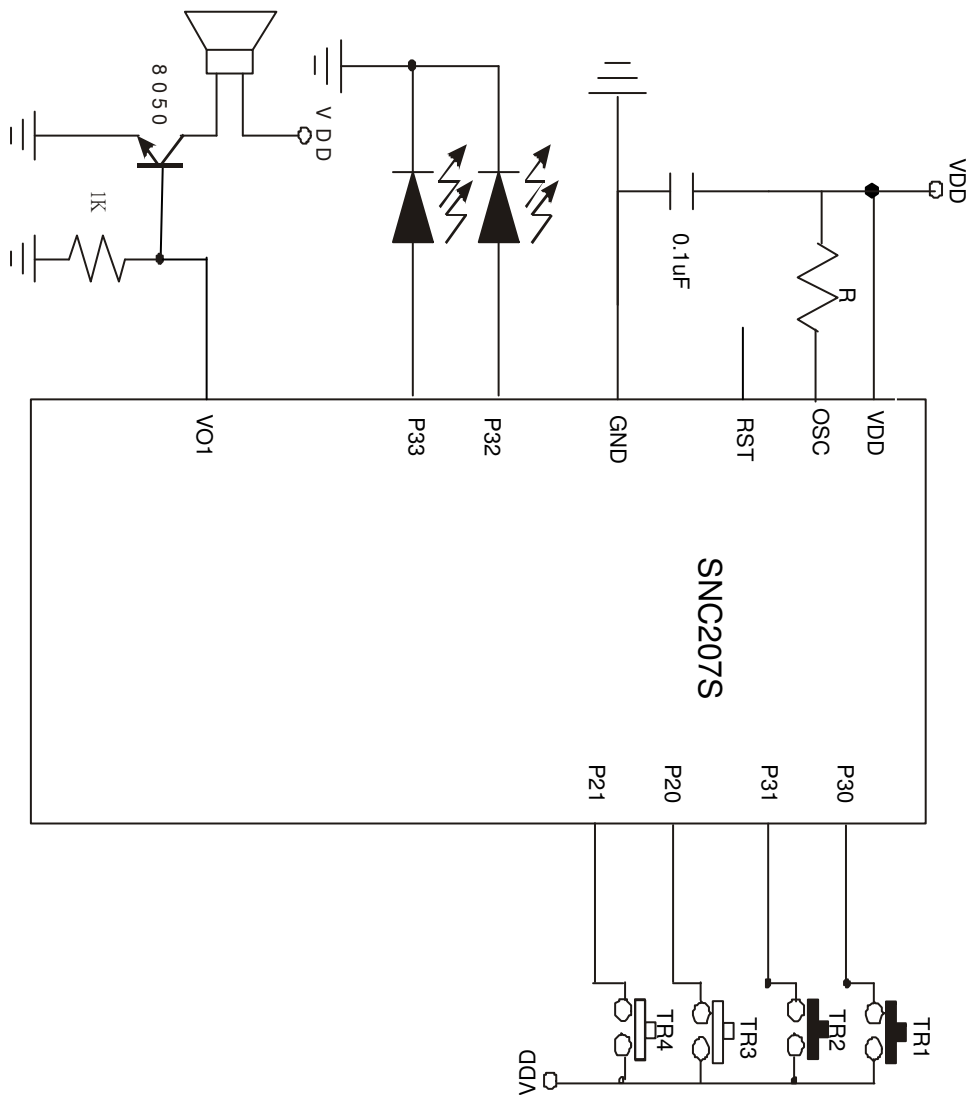 VDD
VDD
OSC
RST
GND
P32
P33
VO1
R
0.1uF
VDD
8050
1K
SNC207S
P30
P31
P20
P21
TR1
TR2
TR3
TR4
VDD